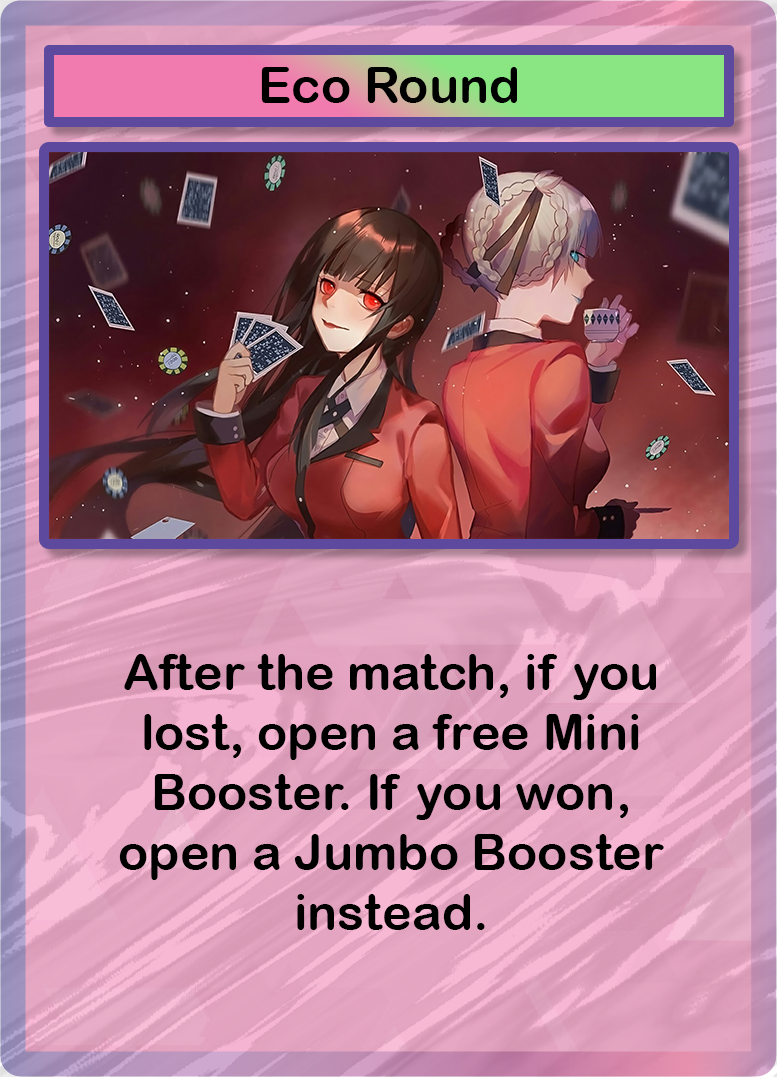 Eco Round
After the match, if you
lost, open a free Mini
Booster. If you won,
open a Jumbo Booster
instead.